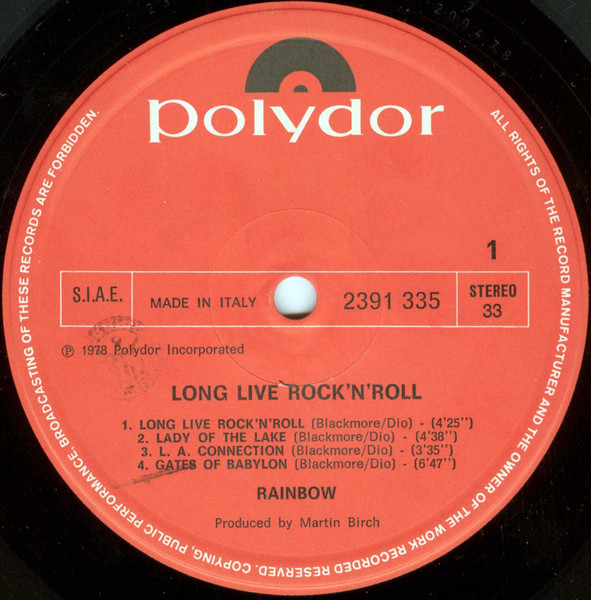 polydor
ALL RIGHTS OF THE RECORD MANUFACTURER AND THE OWNER OF THE WORK RECORDED RESERVED. COPYING, PUBLIC PERFORMANCE, BROADCASTING OF THESE RECORDS ARE FORBIDDEN.
1
S.I.A.E.
MADE IN ITALY
2391 335
STEREO
33
℗ 1978 Polydor Incorporated
LONG LIVE ROCK'N'ROLL
1. LONG LIVE ROCK'N'ROLL (Blackmore/Dio) - (4'25'')
2. LADY OF THE LAKE (Blackmore/Dio) - (4'38'')
3. L. A. CONNECTION (Blackmore/Dio) - (3'35'')
4. GATES OF BABYLON (Blackmore/Dio) - (6'47'')
RAINBOW
Produced by Martin Birch